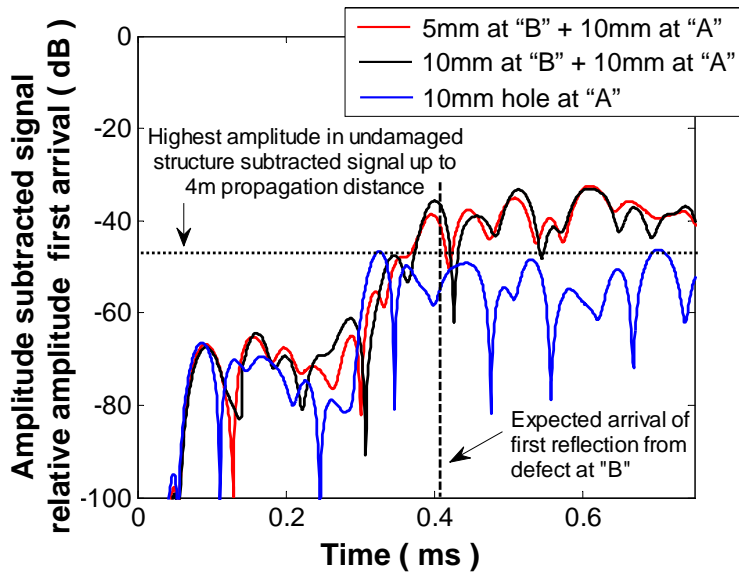 5mm at “B” + 10mm at “A”
10mm at “B” + 10mm at “A”
10mm hole at “A”
Amplitude subtracted signal
relative amplitude first arrival ( dB )
0
-20
-40
-60
-80
-100
Highest amplitude in undamaged
structure subtracted signal up to
4m propagation distance
Expected arrival of
first reflection from
defect at "B"
0
0.2
0.4
0.6
Time ( ms )